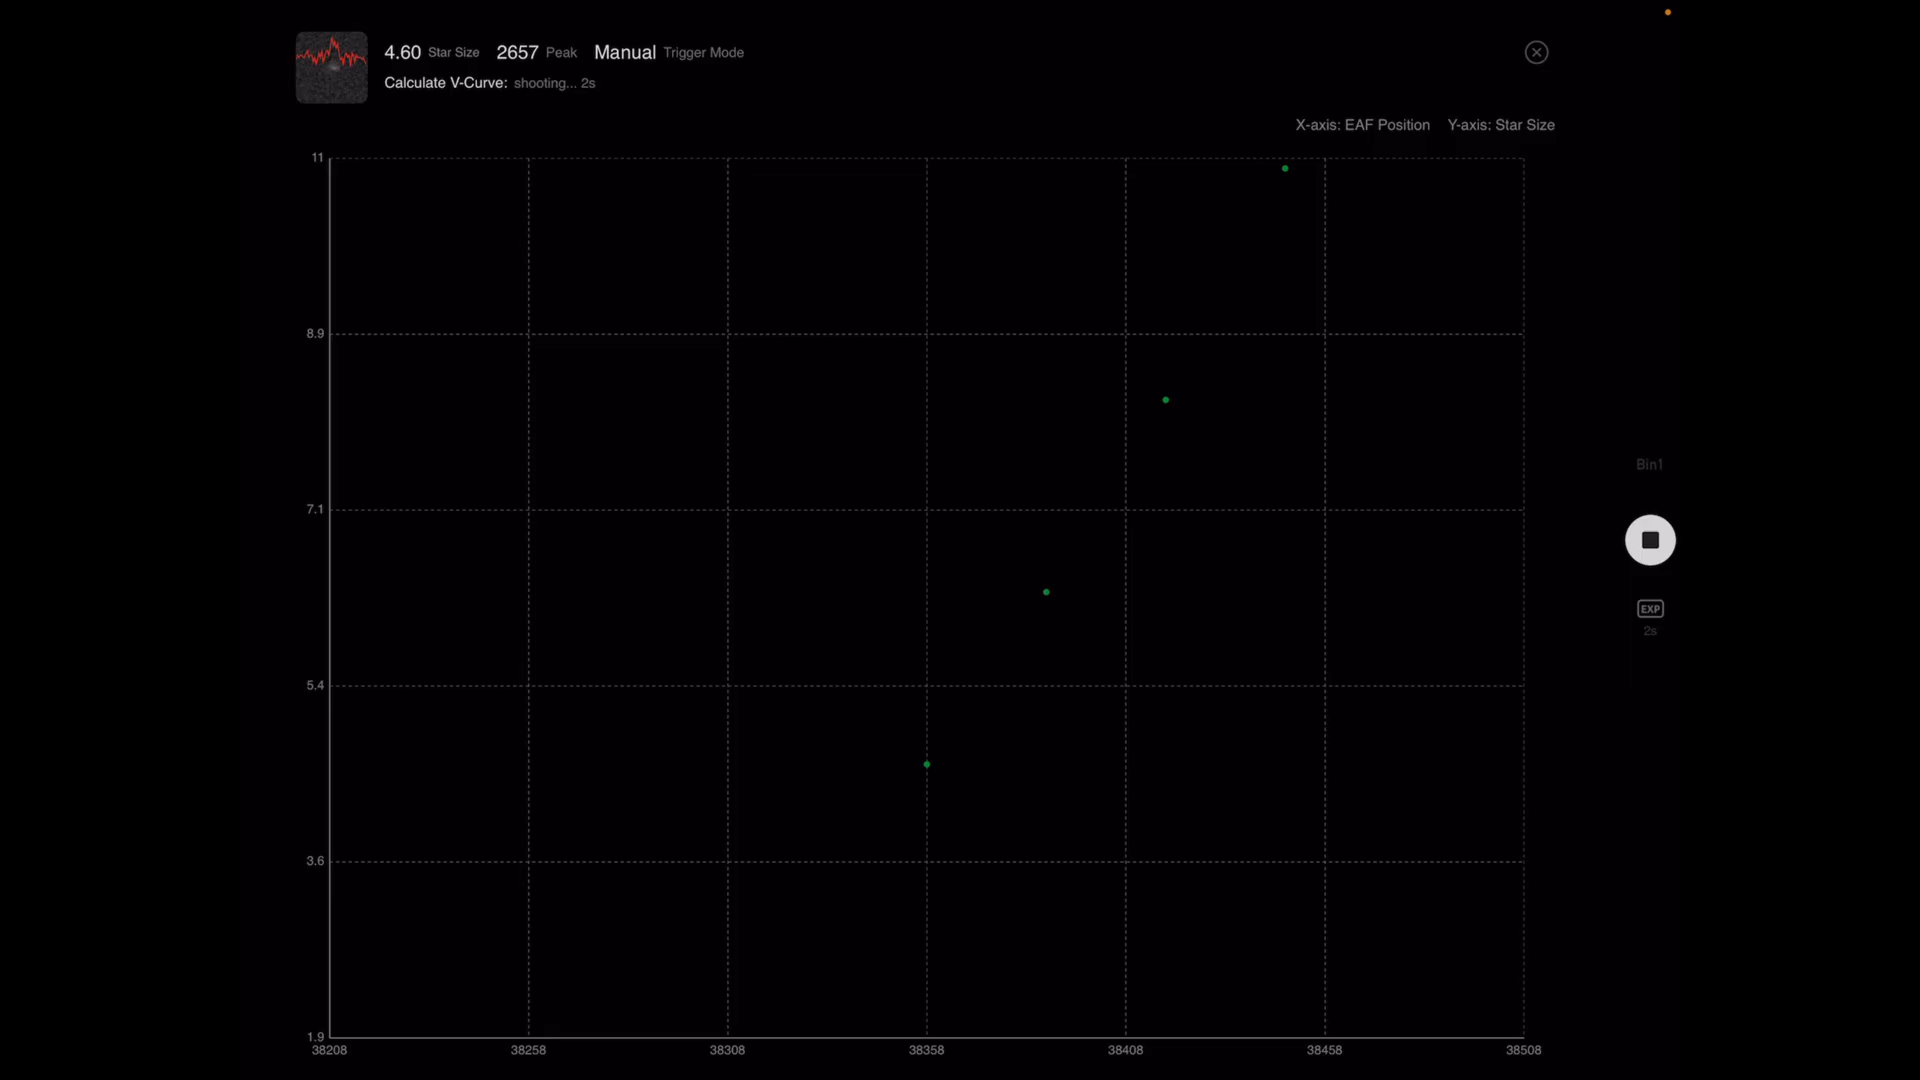 4.60 Star Size 2657 Peak Manual Trigger Mode
Calculate V-Curve: shooting... 2s
X-axis: EAF Position Y-axis: Star Size
11
8.9
7.1
5.4
3.6
1.9
38208 38258 38308 38358 38408 38458 38508
Bin1
EXP
2s